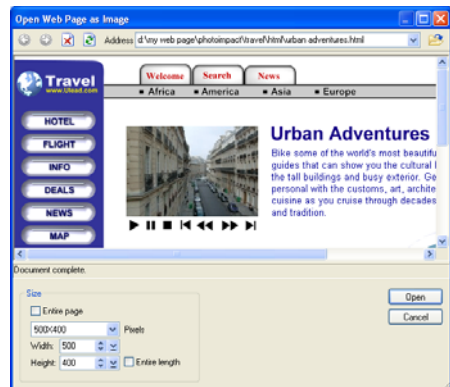 Open Web Page as Image
Address d:\my web page\photoimpact\travel\html\urban adventures.html
Travel
www.Ulead.com
Welcome Search News
Africa America Asia Europe
HOTEL
FLIGHT
INFO
DEALS
NEWS
MAP
Urban Adventures
Bike some of the world's most beautifu
guides that can show you the cultural
the tall buildings and busy exterior. Ge
personal with the customs, art, archite
cuisine as you cruise through decades
and tradition.
Document complete.
Size
Entire page
500X400 Pixels
Width: 500
Height: 400 Entire length
Open
Cancel